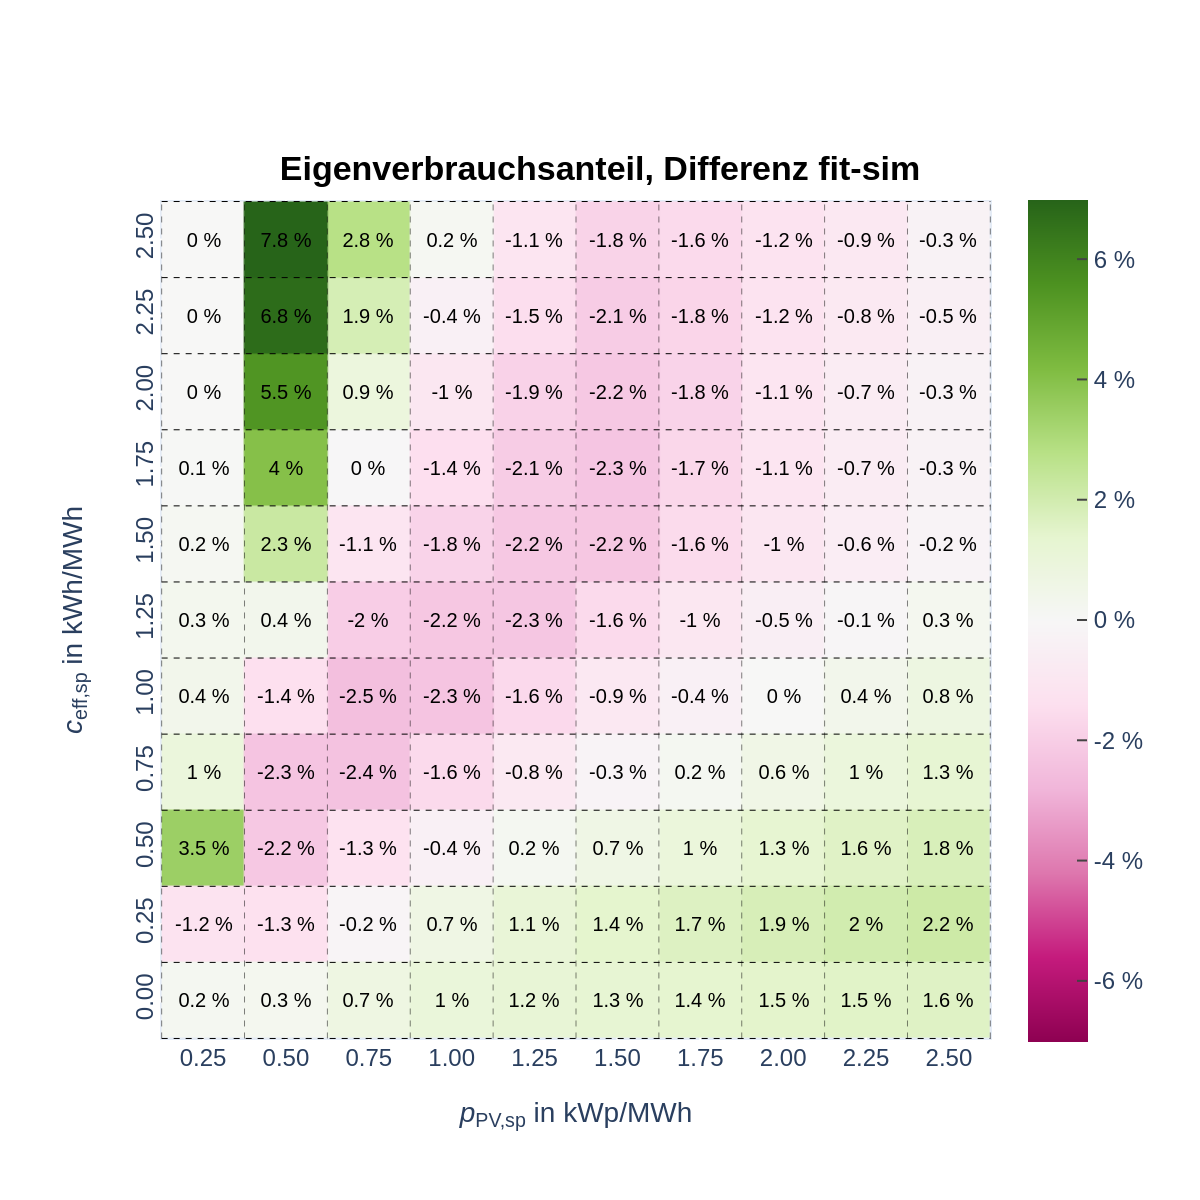 Eigenverbrauchsanteil, Differenz fit-sim
2.50 0 % 7.8 % 2.8 % 0.2 % -1.1 % -1.8 % -1.6 % -1.2 % -0.9 % -0.3 %
2.25 0 % 6.8 % 1.9 % -0.4 % -1.5 % -2.1 % -1.8 % -1.2 % -0.8 % -0.5 %
2.00 0 % 5.5 % 0.9 % -1 % -1.9 % -2.2 % -1.8 % -1.1 % -0.7 % -0.3 %
1.75 0.1 % 4 % 0 % -1.4 % -2.1 % -2.3 % -1.7 % -1.1 % -0.7 % -0.3 %
1.50 0.2 % 2.3 % -1.1 % -1.8 % -2.2 % -2.2 % -1.6 % -1 % -0.6 % -0.2 %
1.25 0.3 % 0.4 % -2 % -2.2 % -2.3 % -1.6 % -1 % -0.5 % -0.1 % 0.3 %
1.00 0.4 % -1.4 % -2.5 % -2.3 % -1.6 % -0.9 % -0.4 % 0 % 0.4 % 0.8 %
0.75 1 % -2.3 % -2.4 % -1.6 % -0.8 % -0.3 % 0.2 % 0.6 % 1 % 1.3 %
0.50 3.5 % -2.2 % -1.3 % -0.4 % 0.2 % 0.7 % 1 % 1.3 % 1.6 % 1.8 %
0.25 -1.2 % -1.3 % -0.2 % 0.7 % 1.1 % 1.4 % 1.7 % 1.9 % 2 % 2.2 %
0.00 0.2 % 0.3 % 0.7 % 1 % 1.2 % 1.3 % 1.4 % 1.5 % 1.5 % 1.6 %
0.25 0.50 0.75 1.00 1.25 1.50 1.75 2.00 2.25 2.50
pPV,sp in kWp/MWh
ceff,sp in kWh/MWh
6 %
4 %
2 %
0 %
-2 %
-4 %
-6 %